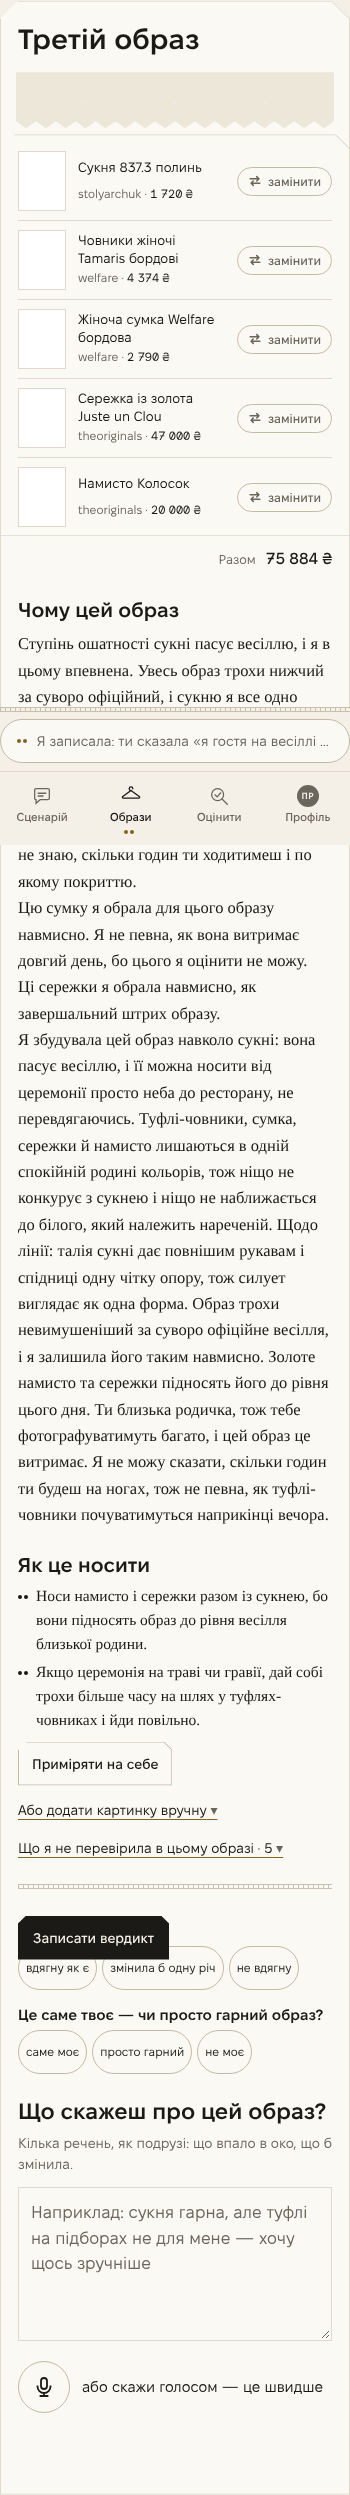 Третій образ
Сукня 837.3 полинь
stolyarchuk · 1 720 ₴
замінити
Човники жіночі
Tamaris бордові
welfare · 4 374 ₴
замінити
Жіноча сумка Welfare
бордова
welfare · 2 790 ₴
замінити
Сережка із золота
Juste un Clou
theoriginals · 47 000 ₴
замінити
Намисто Колосок
theoriginals · 20 000 ₴
замінити
Разом 75 884 ₴
Чому цей образ
Ступінь ошатності сукні пасує весіллю, і я в
цьому впевнена. Увесь образ трохи нижчий
за суворо офіційний, і сукню я все одно
Я записала: ти сказала «я гостя на весіллі ...
Сценарій
Образи
Оцінити
ПР
Профіль
не знаю, скільки годин ти ходитимеш і по
якому покриттю.
Цю сумку я обрала для цього образу
навмисно. Я не певна, як вона витримає
довгий день, бо цього я оцінити не можу.
Ці сережки я обрала навмисно, як
завершальний штрих образу.
Я збудувала цей образ навколо сукні: вона
пасує весіллю, і її можна носити від
церемонії просто неба до ресторану, не
перевдягаючись. Туфлі-човники, сумка,
сережки й намисто лишаються в одній
спокійній родині кольорів, тож ніщо не
конкурує з сукнею і ніщо не наближається
до білого, який належить нареченій. Щодо
лінії: талія сукні дає повнішим рукавам і
спідниці одну чітку опору, тож силует
виглядає як одна форма. Образ трохи
невимушеніший за суворо офіційне весілля,
і я залишила його таким навмисно. Золоте
намисто та сережки підносять його до рівня
цього дня. Ти близька родичка, тож тебе
фотографуватимуть багато, і цей образ це
витримає. Я не можу сказати, скільки годин
ти будеш на ногах, тож не певна, як туфлі-
човники почуватимуться наприкінці вечора.
Як це носити
Носи намисто і сережки разом із сукнею, бо
вони підносять образ до рівня весілля
близької родини.
Якщо церемонія на траві чи гравії, дай собі
трохи більше часу на шлях у туфлях-
човниках і йди повільно.
Приміряти на себе
Або додати картинку вручну ▾
Що я не перевірила в цьому образі · 5 ▾
Записати вердикт
вдягну як є
змінила б одну річ
не вдягну
Це саме твоє — чи просто гарний образ?
саме моє
просто гарний
не моє
Що скажеш про цей образ?
Кілька речень, як подрузі: що впало в око, що б
змінила.
Наприклад: сукня гарна, але туфлі
на підборах не для мене — хочу
щось зручніше
або скажи голосом — це швидше